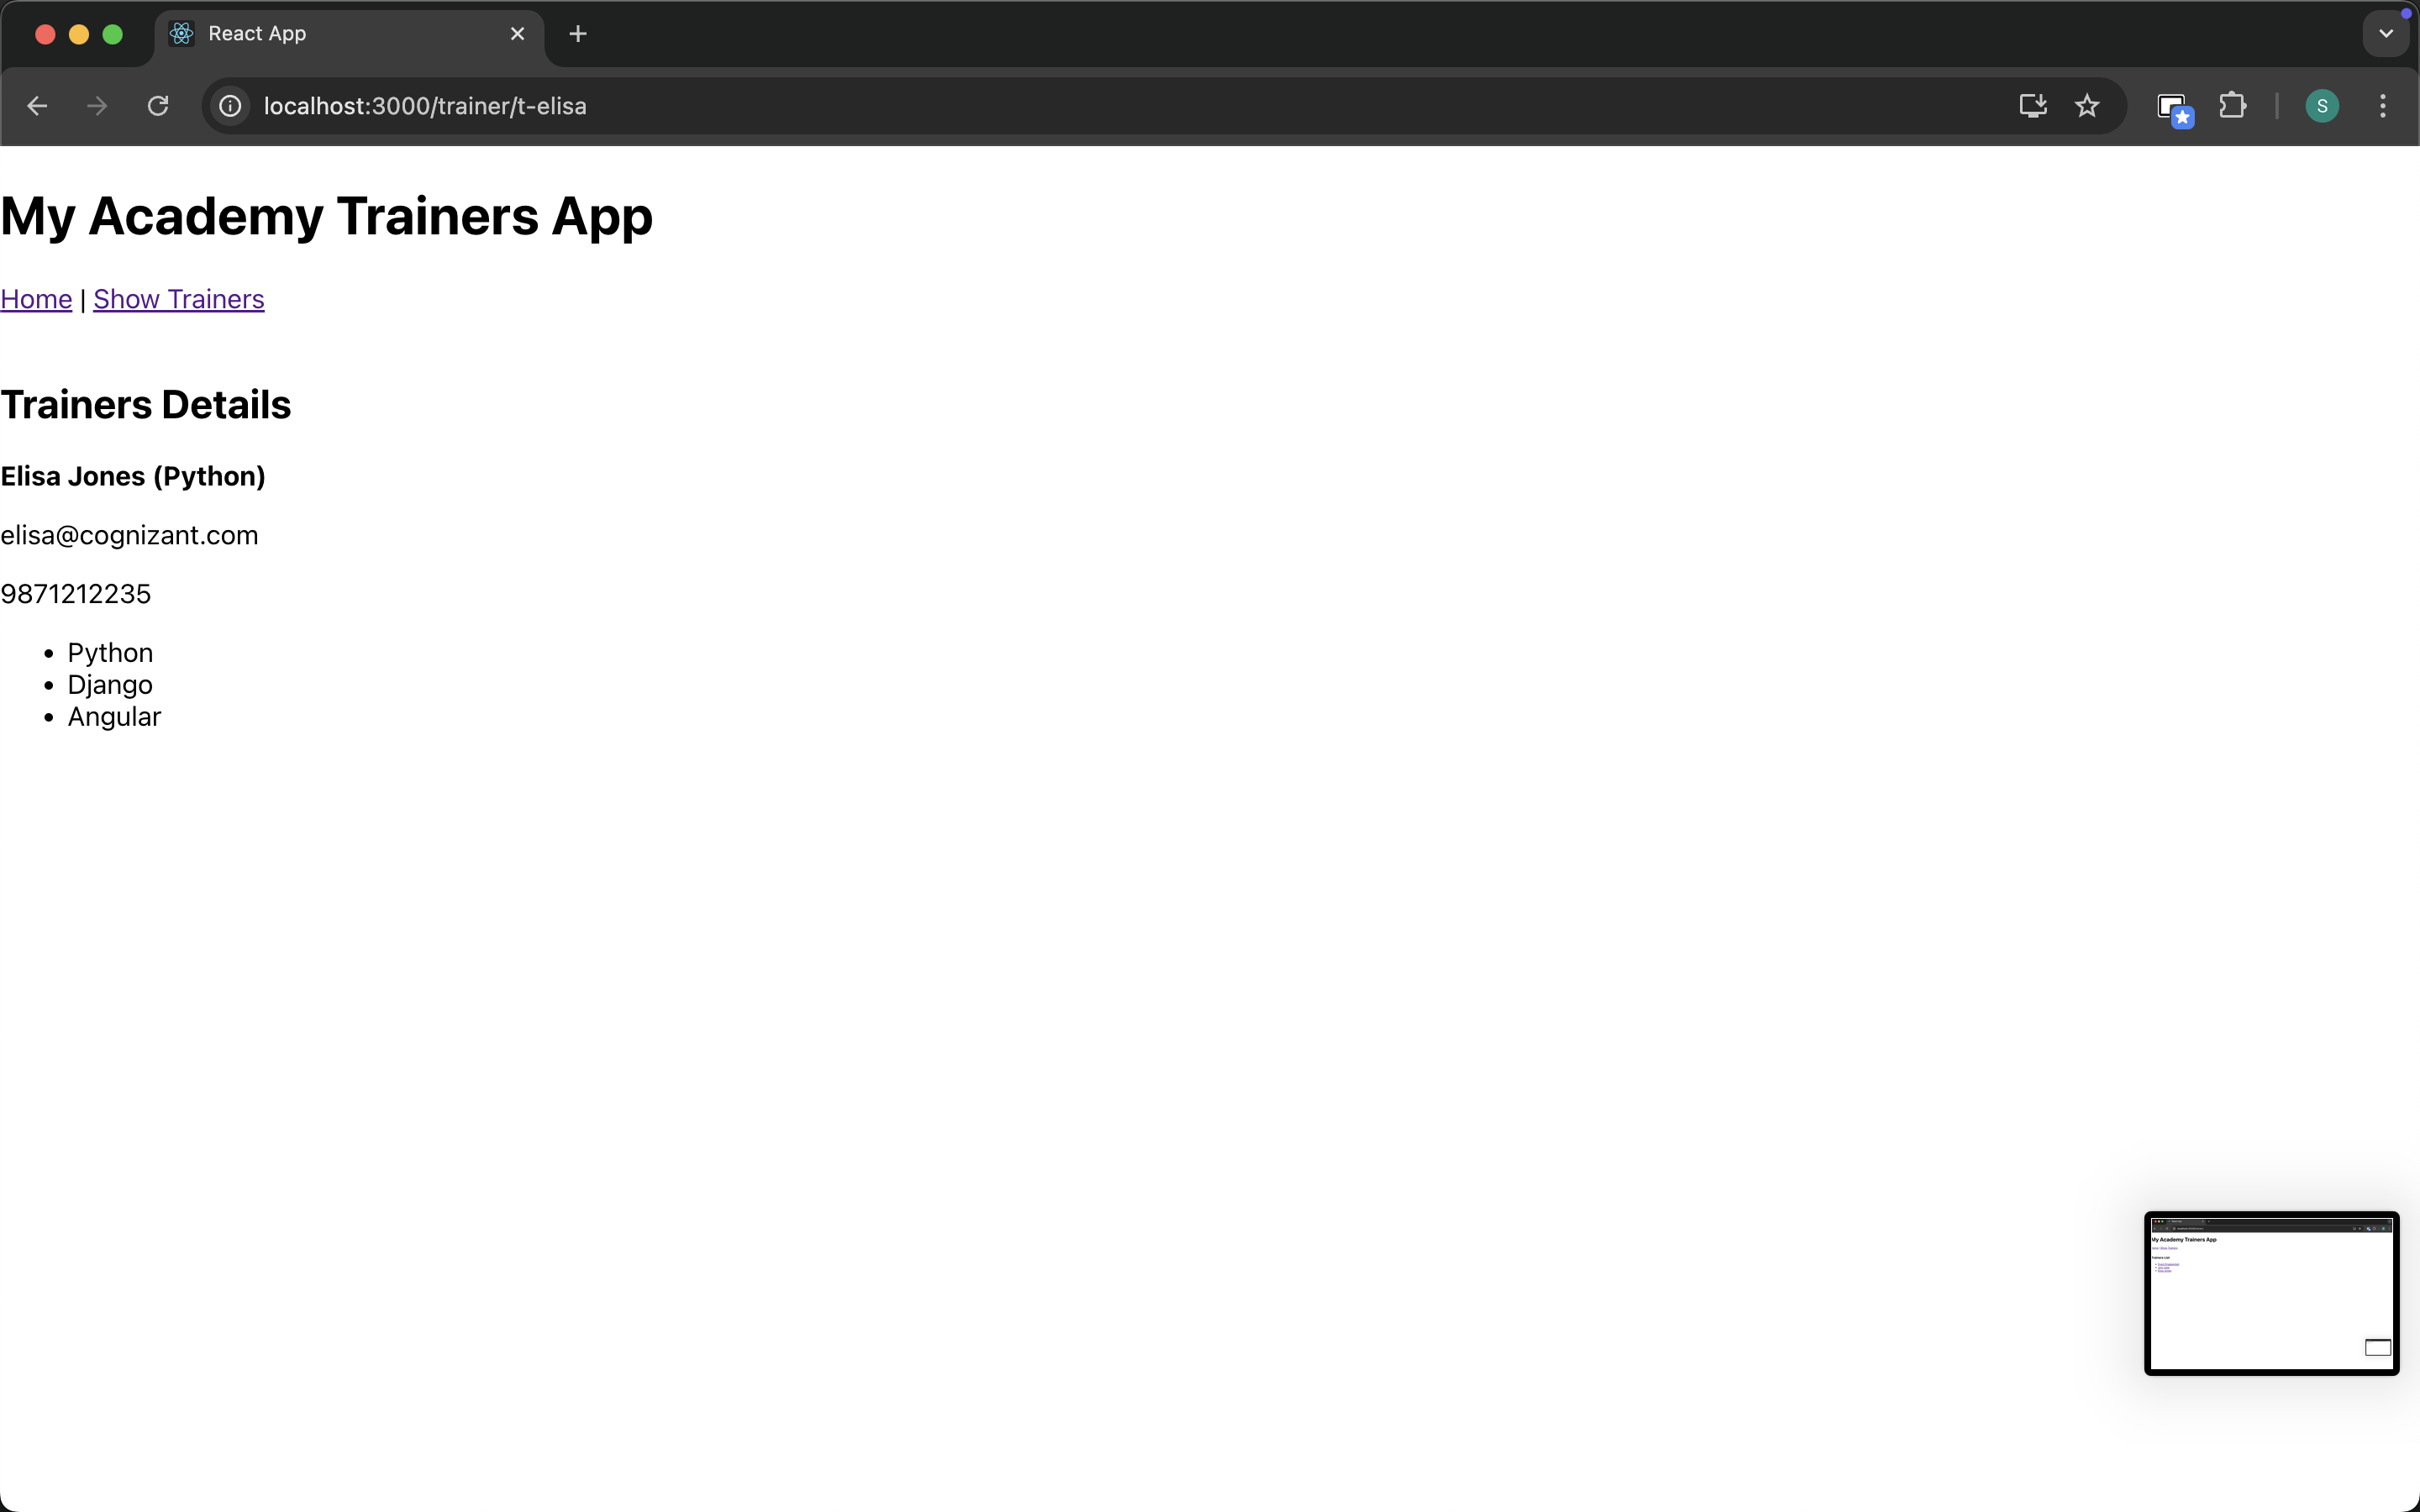 React App
localhost:3000/trainer/t-elisa
S
My Academy Trainers App
Home | Show Trainers
Trainers Details
Elisa Jones (Python)
elisa@cognizant.com
9871212235
Python
Django
Angular
My Academy Trainers App